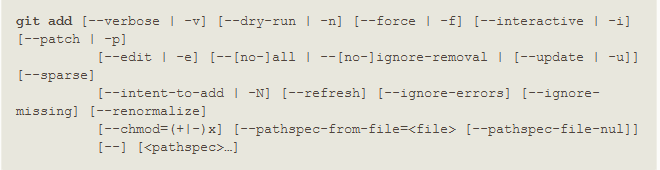 git add [--verbose | -v] [--dry-run | -n] [--force | -f] [--interactive | -i]
[--patch | -p]
[--edit | -e] [--[no-]all | --[no-]ignore-removal | [--update | -u]]
[--sparse]
[--intent-to-add | -N] [--refresh] [--ignore-errors] [--ignore-
missing] [--renormalize]
[--chmod=(+|-)x] [--pathspec-from-file=<file> [--pathspec-file-nul]]
[--] [<pathspec>…]